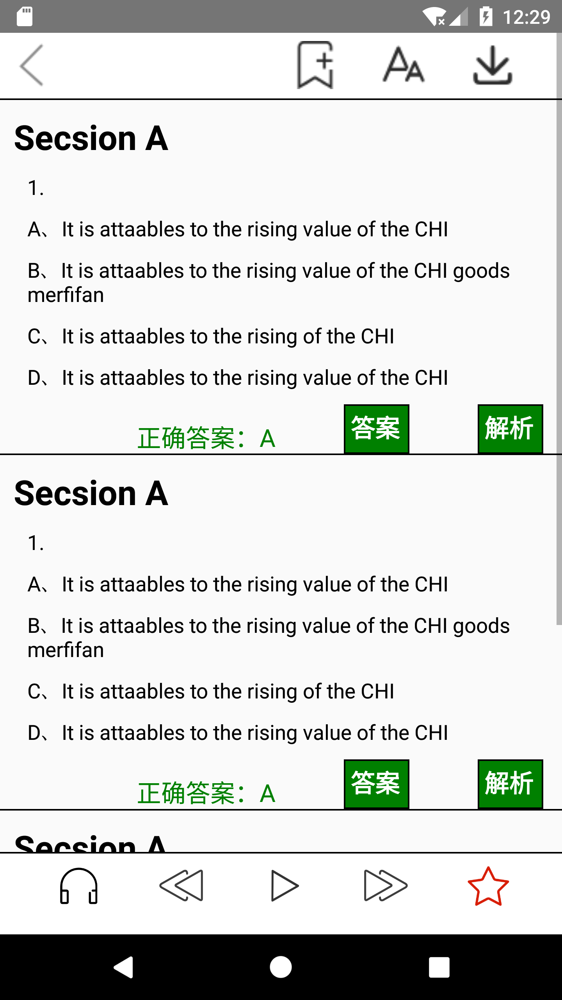 12:29
Secsion A
1.
A、It is attaables to the rising value of the CHI
B、It is attaables to the rising value of the CHI goods
merfifan
C、It is attaables to the rising of the CHI
D、It is attaables to the rising value of the CHI
正确答案：A 答案 解析
Secsion A
1.
A、It is attaables to the rising value of the CHI
B、It is attaables to the rising value of the CHI goods
merfifan
C、It is attaables to the rising of the CHI
D、It is attaables to the rising value of the CHI
正确答案：A 答案 解析
Secsion A